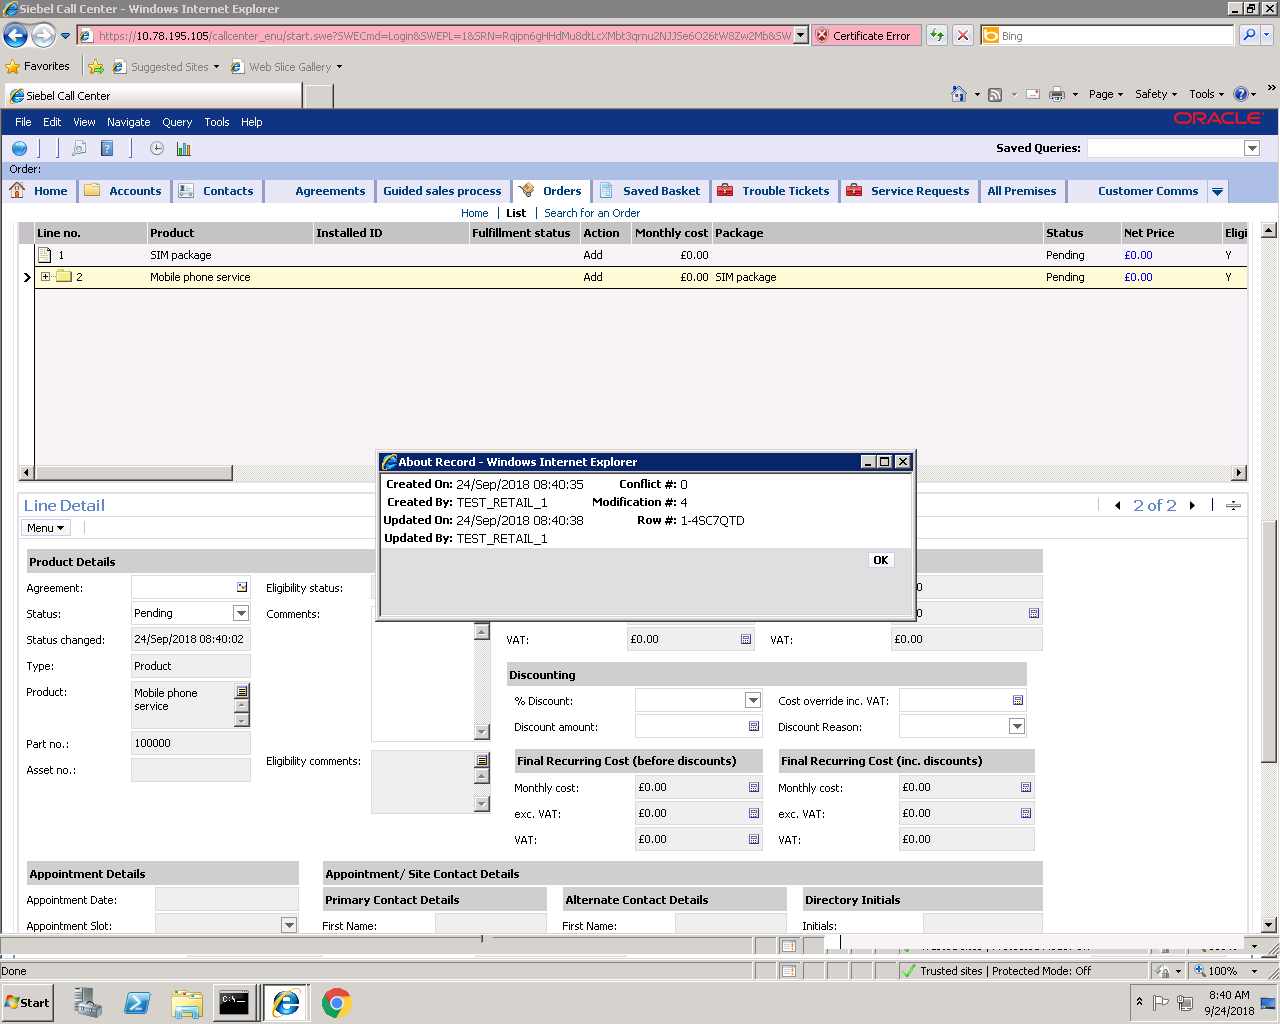 Siebel Call Center - Windows Internet Explorer
https://10.78.195.105/callcenter_enu/start.swe?SWECmd=Login&SWEPL=1&SRN=Rqipn6gHHdMu8dtLcXMbt3qrnu2NJJSe6O26tW8Zw2Mb&SW
Certificate Error
Bing
Favorites
Suggested Sites
Web Slice Gallery
Siebel Call Center
Page
Safety
Tools
File Edit View Navigate Query Tools Help
ORACLE
Saved Queries:
Order:
Home Accounts Contacts Agreements Guided sales process Orders Saved Basket Trouble Tickets Service Requests All Premises Customer Comms
Home | List | Search for an Order
Line no. Product Installed ID Fulfillment status Action Monthly cost Package Status Net Price Eligi
1 SIM package Add £0.00 Pending £0.00 Y
2 Mobile phone service Add £0.00 SIM package Pending £0.00 Y
About Record - Windows Internet Explorer
Created On: 24/Sep/2018 08:40:35 Conflict #: 0
Created By: TEST_RETAIL_1 Modification #: 4
Updated On: 24/Sep/2018 08:40:38 Row #: 1-4SC7QTD
Updated By: TEST_RETAIL_1
OK
Line Detail
2 of 2
Menu
Product Details
Agreement:
Eligibility status:
Status: Pending
Comments:
Status changed: 24/Sep/2018 08:40:02
VAT: £0.00
VAT: £0.00
Type: Product
Product: Mobile phone
service
Part no.: 100000
Asset no.:
Eligibility comments:
Discounting
% Discount:
Cost override inc. VAT:
Discount amount:
Discount Reason:
Final Recurring Cost (before discounts)
Final Recurring Cost (inc. discounts)
Monthly cost: £0.00
Monthly cost: £0.00
exc. VAT: £0.00
exc. VAT: £0.00
VAT: £0.00
VAT: £0.00
Appointment Details
Appointment/ Site Contact Details
Appointment Date:
Primary Contact Details
Alternate Contact Details
Directory Initials
Appointment Slot:
First Name:
First Name:
Initials:
Done
Trusted sites | Protected Mode: Off
100%
Start
8:40 AM
9/24/2018